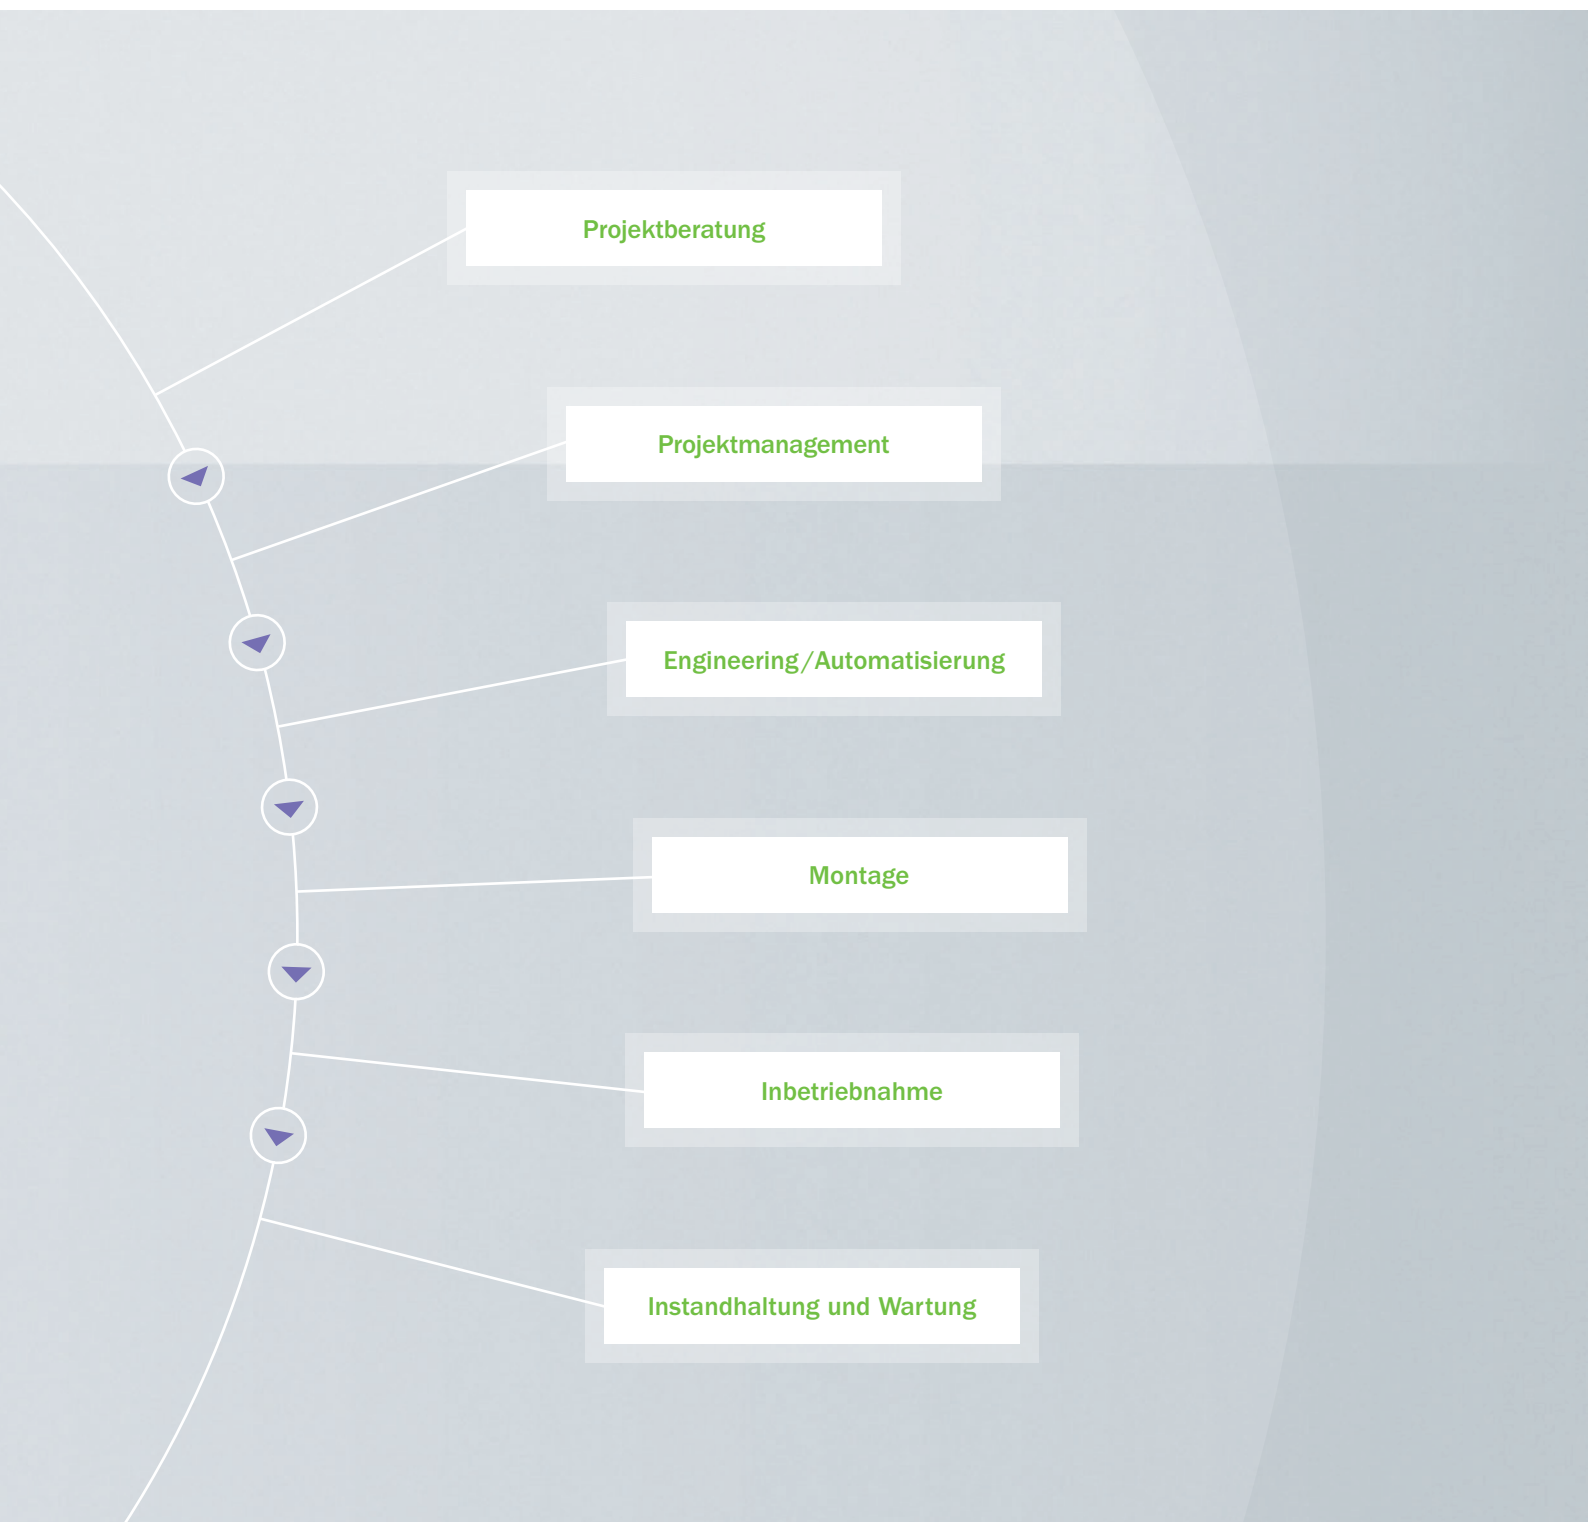 Projektberatung
Projektmanagement
Engineering/Automatisierung
Montage
Inbetriebnahme
Instandhaltung und Wartung